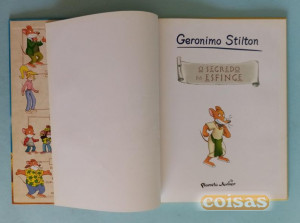 Geronimo Stilton
O SEGREDO
DA ESFINGE
Planeta Junior
coisas